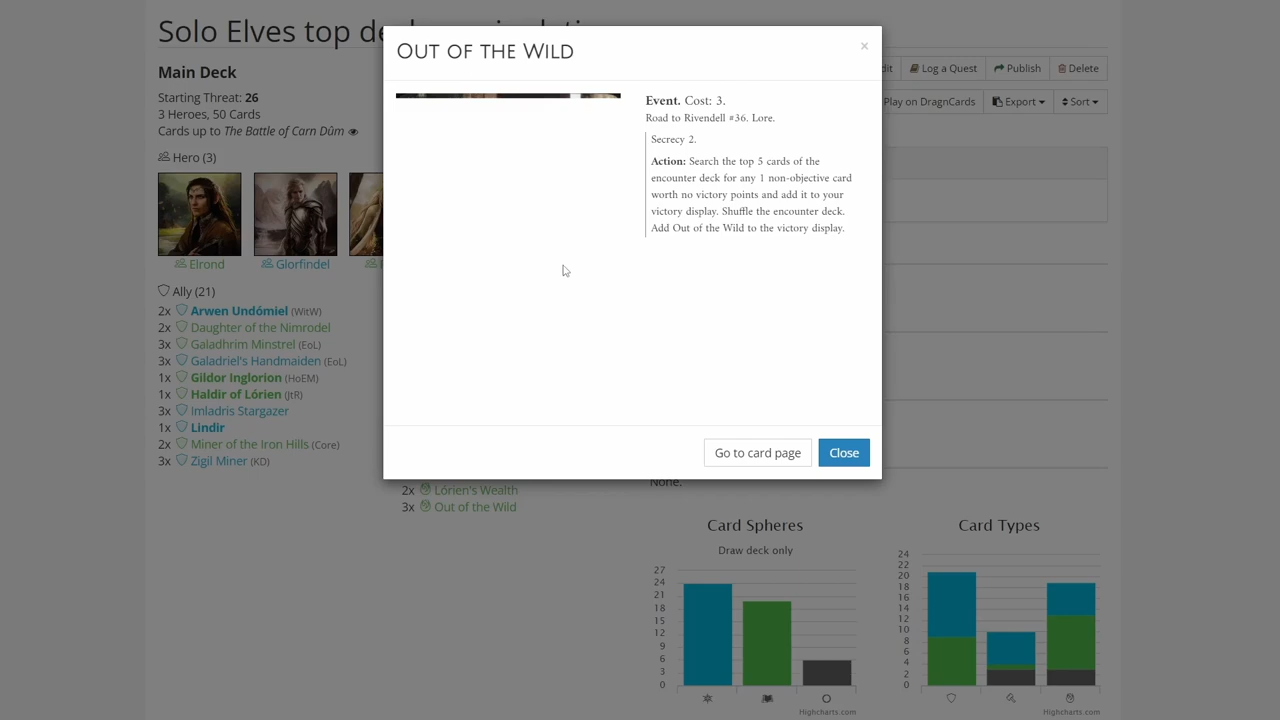 Solo Elves top de
OUT OF THE WILD
×
Main Deck
Starting Threat: 26
3 Heroes, 50 Cards
Cards up to The Battle of Carn Dûm
Hero (3)
Elrond
Glorfindel
Ally (21)
2x Arwen Undómiel (WitW)
2x Daughter of the Nimrodel
3x Galadhrim Minstrel (EoL)
3x Galadriel's Handmaiden (EoL)
1x Gildor Inglorion (HoEM)
1x Haldir of Lórien (JtR)
3x Imladris Stargazer
1x Lindir
2x Miner of the Iron Hills (Core)
3x Zigil Miner (KD)
Event. Cost: 3.
Road to Rivendell #36. Lore.
Secrecy 2.
Action: Search the top 5 cards of the
encounter deck for any 1 non-objective card
worth no victory points and add it to your
victory display. Shuffle the encounter deck.
Add Out of the Wild to the victory display.
Go to card page
Close
dit
Log a Quest
Publish
Delete
Play on DragnCards
Export
Sort
2x Lórien's Wealth
3x Out of the Wild
None.
Card Spheres
Draw deck only
27
24
21
18
15
12
9
6
3
0
Highcharts.com
Card Types
24
22
20
18
16
14
12
10
8
6
4
2
0
Highcharts.com